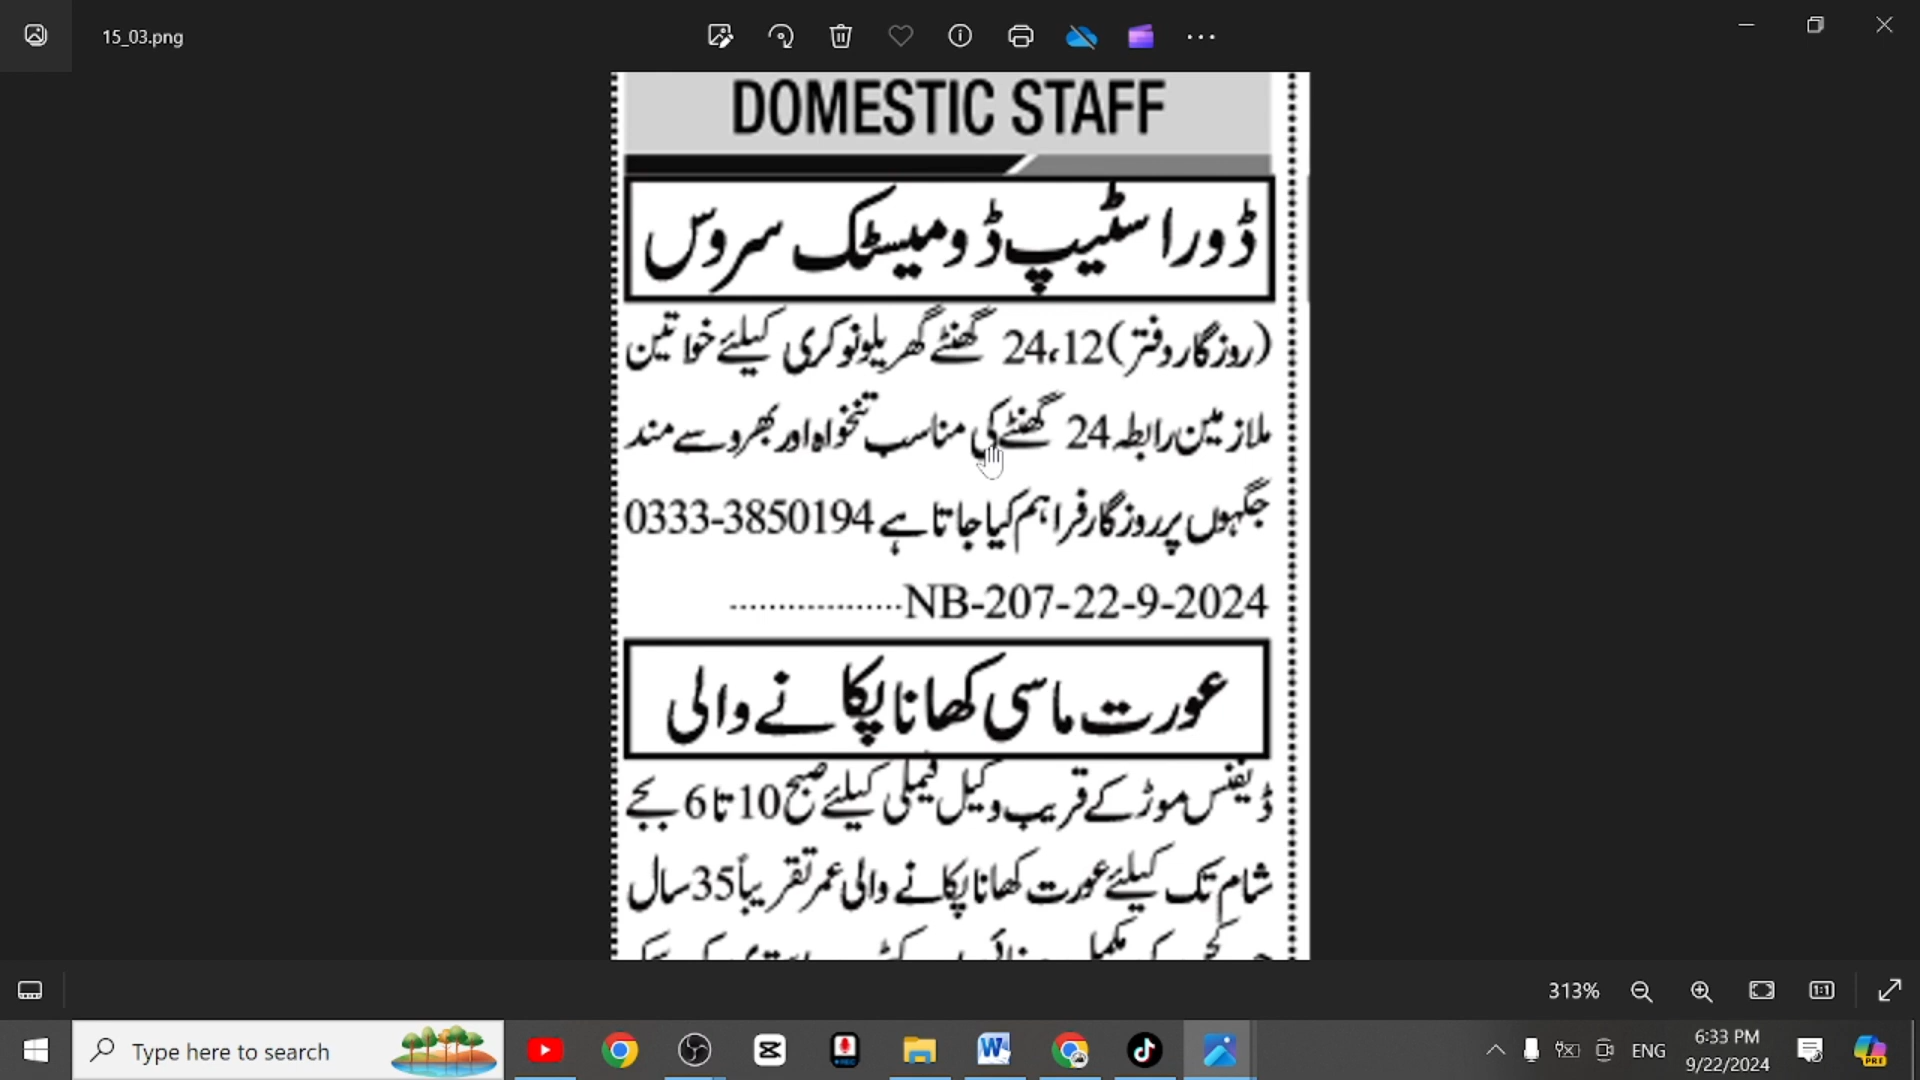 15_03.png
DOMESTIC STAFF
ڈوراسٹیپ ڈومیسٹک سروس
(روزگار دفتر) 24،12 گھنٹے گھریلو نوکری کیلئے خواتین
ملازمین رابطہ 24 گھنٹے کی مناسب تنخواہ اور بھروسے مند
جگہوں پر روزگار فراہم کیا جاتا ہے 0333-3850194
NB-207-22-9-2024..................
عورت ماسی کھانا پکانے والی
ڈیفنس موڑ کے قریب وکیل فیملی کیلئے صبح 10 تا 6 بجے
شام تک کیلئے عورت کھانا پکانے والی عمر تقریباً 35 سال
313%
Type here to search
ENG
6:33 PM
9/22/2024